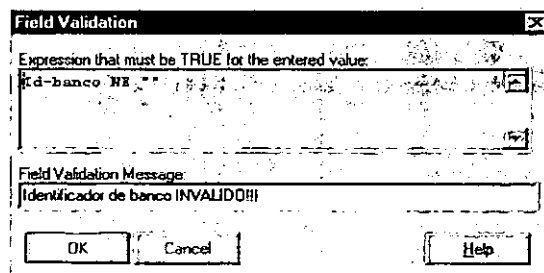 Field Validation
Expression that must be TRUE for the entered value:
Id-banco NE ""
Field Validation Message:
Identificador de banco INVALIDO!!!
OK Cancel Help